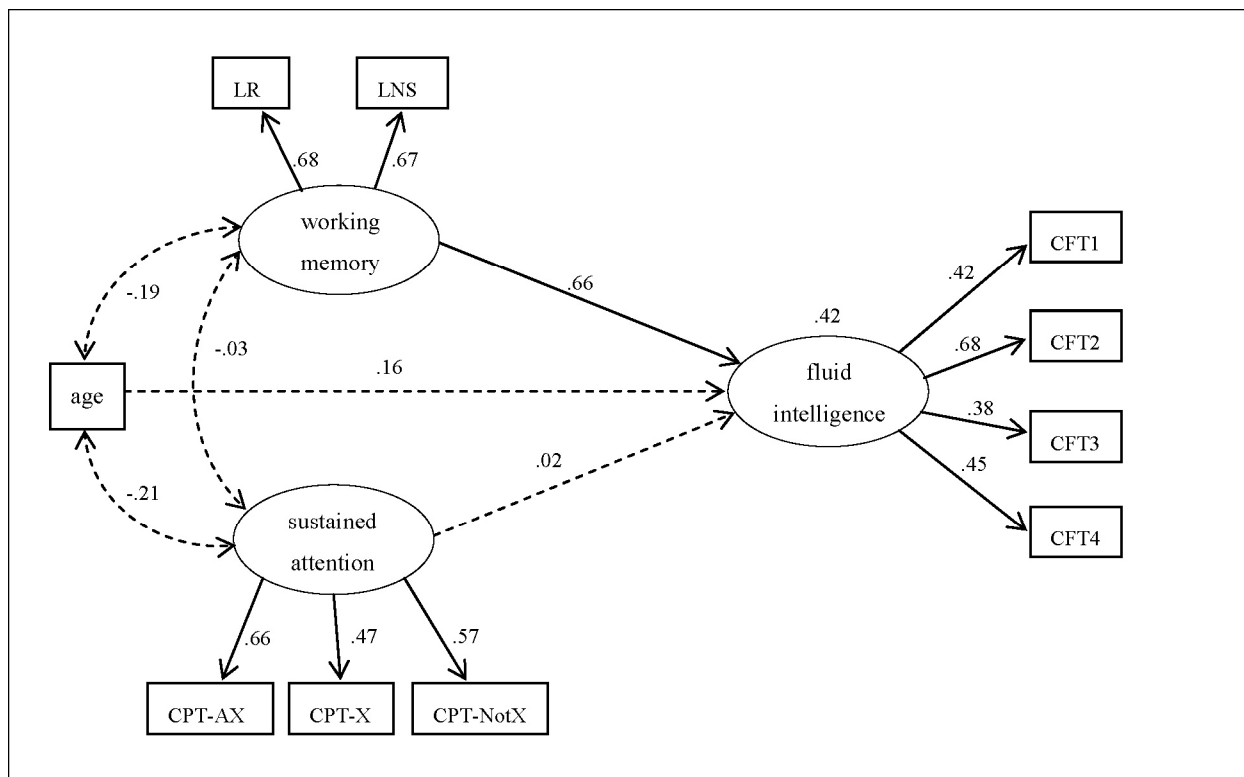 LR LNS
.68 .67
working
memory
CFT1
-.19
.66
.42
.42
-.03
CFT2
.68
age
.16
fluid
intelligence
.38
CFT3
.45
.02
-.21
sustained
attention
CFT4
.66 .47 .57
CPT-AX CPT-X CPT-NotX